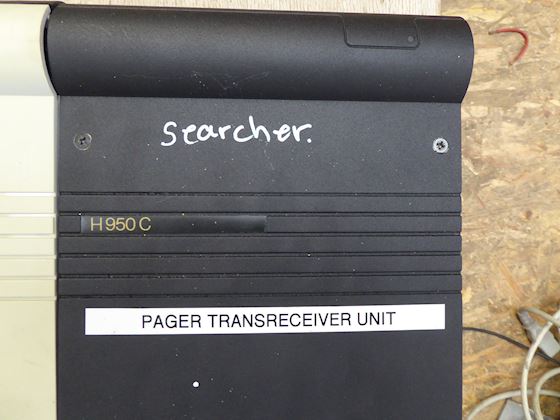 searcher.
H950C
PAGER TRANSRECEIVER UNIT